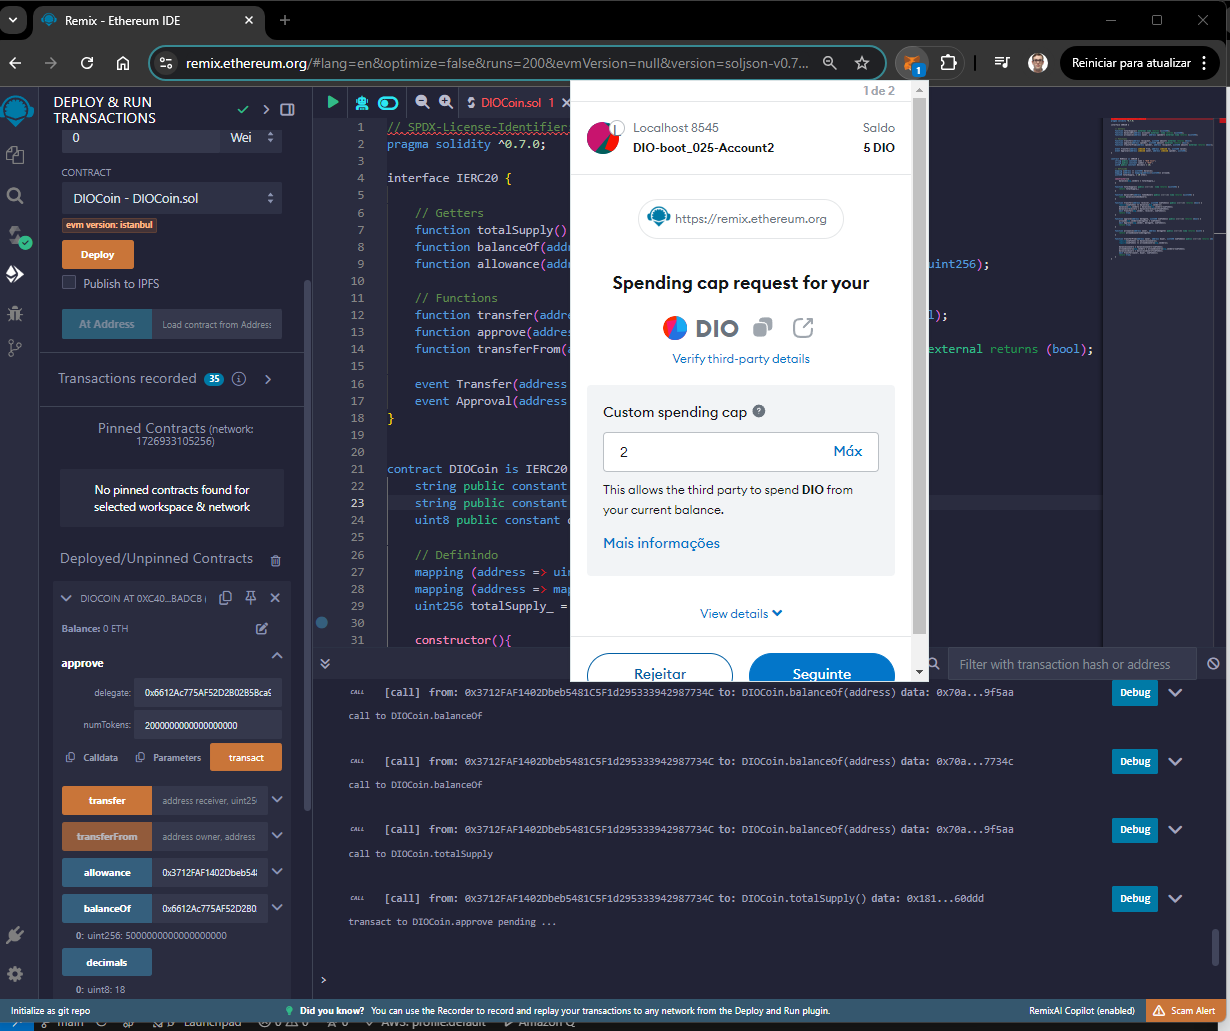 Remix - Ethereum IDE
remix.ethereum.org/#lang=en&optimize=false&runs=200&evmVersion=null&version=soljson-v0.7...
1
Reiniciar para atualizar
DEPLOY & RUN
TRANSACTIONS
0
Wei
CONTRACT
DIOCoin - DIOCoin.sol
evm version: istanbul
Deploy
Publish to IPFS
At Address
Load contract from Address
Transactions recorded
35
Pinned Contracts (network:
1726933105256)
No pinned contracts found for
selected workspace & network
Deployed/Unpinned Contracts
DIOCOIN AT 0XC40...BADCB (
Balance: 0 ETH
approve
delegate:
0x6612Ac775AF52D2B02B5Bca9
numTokens:
2000000000000000000
Calldata
Parameters
transact
transfer
address receiver, uint25
transferFrom
address owner, address
allowance
0x3712FAF1402Dbeb548
balanceOf
0x6612Ac775AF52D2B0
0: uint256: 5000000000000000000
decimals
0: uint8: 18
DIOCoin.sol 1
1 // SPDX-License-Identifier
2 pragma solidity ^0.7.0;
3
4 interface IERC20 {
5
6 // Getters
7 function totalSupply()
8 function balanceOf(addr
9 function allowance(addr uint256);
10
11 // Functions
12 function transfer(addre l);
13 function approve(addres
14 function transferFrom(a external returns (bool);
15
16 event Transfer(address
17 event Approval(address
18 }
19
20
21 contract DIOCoin is IERC20
22 string public constant
23 string public constant
24 uint8 public constant d
25
26 // Definindo
27 mapping (address => uin
28 mapping (address => map
29 uint256 totalSupply_ =
30
31 constructor(){
1 de 2
L
Localhost 8545
DIO-boot_025-Account2
Saldo
5 DIO
https://remix.ethereum.org
Spending cap request for your
DIO
Verify third-party details
Custom spending cap
2
Máx
This allows the third party to spend DIO from
your current balance.
Mais informações
View details
Rejeitar
Seguinte
Filter with transaction hash or address
CALL [call] from: 0x3712FAF1402Dbeb5481C5F1d295333942987734C to: DIOCoin.balanceOf(address) data: 0x70a...9f5aa
Debug
call to DIOCoin.balanceOf
CALL [call] from: 0x3712FAF1402Dbeb5481C5F1d295333942987734C to: DIOCoin.balanceOf(address) data: 0x70a...7734c
Debug
call to DIOCoin.balanceOf
CALL [call] from: 0x3712FAF1402Dbeb5481C5F1d295333942987734C to: DIOCoin.balanceOf(address) data: 0x70a...9f5aa
Debug
call to DIOCoin.totalSupply
CALL [call] from: 0x3712FAF1402Dbeb5481C5F1d295333942987734C to: DIOCoin.totalSupply() data: 0x181...60ddd
Debug
transact to DIOCoin.approve pending ...
>
Initialize as git repo
Did you know? You can use the Recorder to record and replay your transactions to any network from the Deploy and Run plugin.
RemixAI Copilot (enabled)
Scam Alert
main
Launchpad
AWS: profile:default
Amazon Q